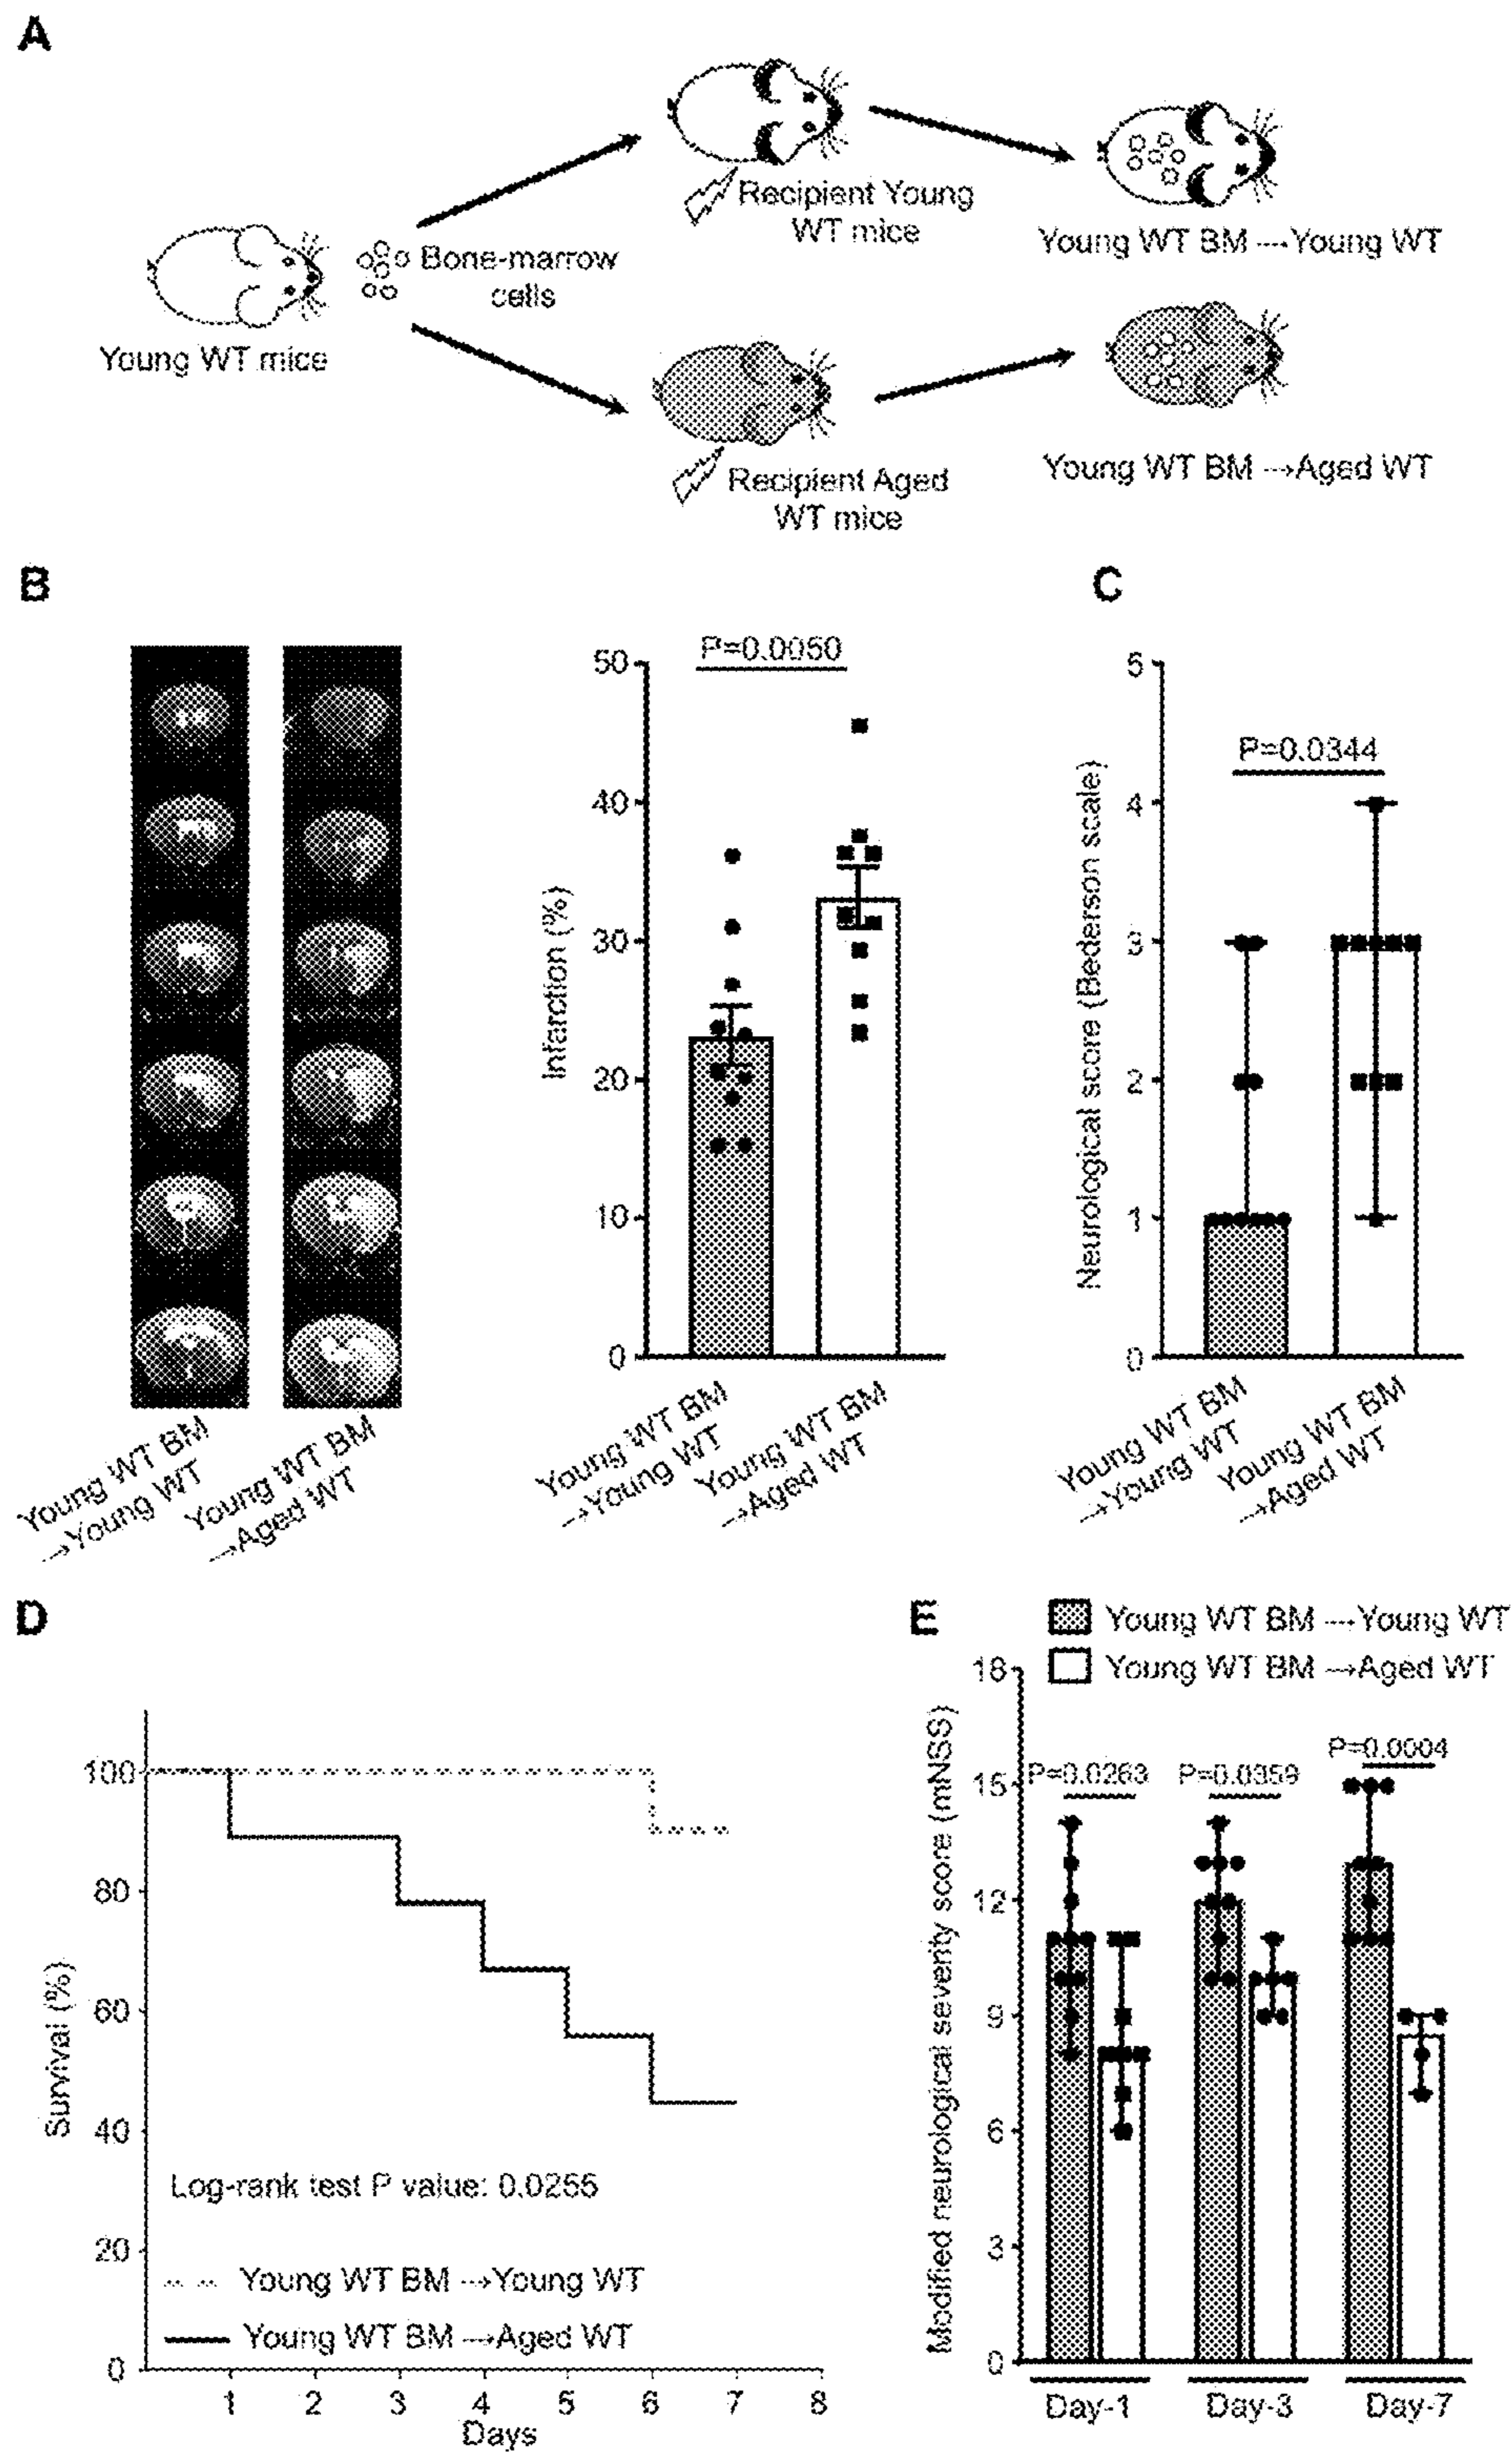 A
Recipient Young
WT mice
Young WT BM →Young WT
Bone-marrow
cells
Young WT mice
Recipient Aged
WT mice
Young WT BM →Aged WT
B
Young WT BM
→Young WT
Young WT BM
→Aged WT
P=0.0050
Infarction (%)
50
40
30
20
10
0
Young WT BM
→Young WT
Young WT BM
→Aged WT
C
P=0.0344
Neurological score (Bederson scale)
5
4
3
2
1
0
Young WT BM
→Young WT
Young WT BM
→Aged WT
D
Survival (%)
100
80
60
40
20
0
Log-rank test P value: 0.0255
Young WT BM →Young WT
Young WT BM →Aged WT
1 2 3 4 5 6 7 8
Days
E
Young WT BM →Young WT
Young WT BM →Aged WT
Modified neurological severity score (mNSS)
18
15
12
9
6
3
0
P=0.0263 P=0.0359 P=0.0004
Day-1 Day-3 Day-7